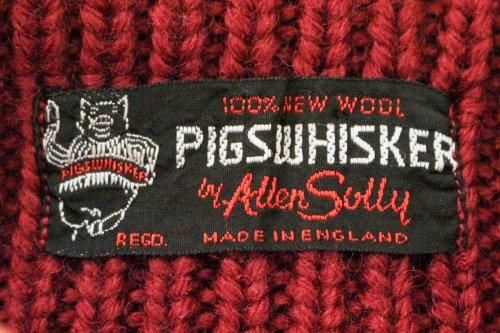 100% NEW WOOL
PIGSWHISKER
PIGSWHISKER
by Allen Solly
REGD. MADE IN ENGLAND